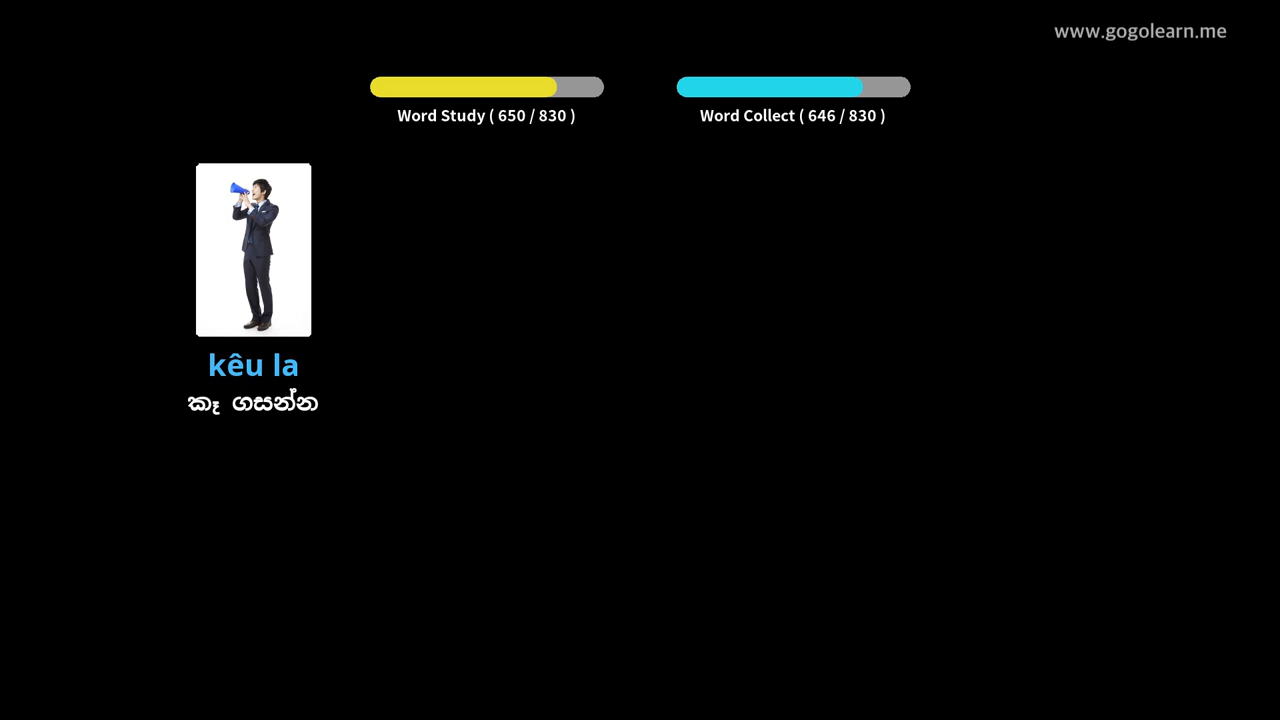 www.gogolearn.me
Word Study ( 650 / 830 )
Word Collect ( 646 / 830 )
kêu la
කෑ ගසන්න